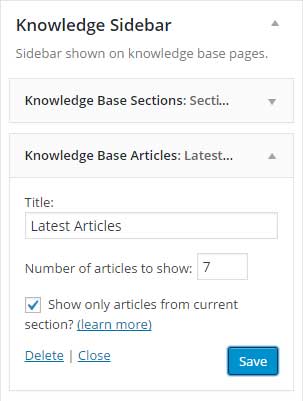 Knowledge Sidebar
Sidebar shown on knowledge base pages.
Knowledge Base Sections: Secti...
Knowledge Base Articles: Latest...
Title:
Latest Articles
Number of articles to show: 7
Show only articles from current
section? (learn more)
Delete | Close
Save